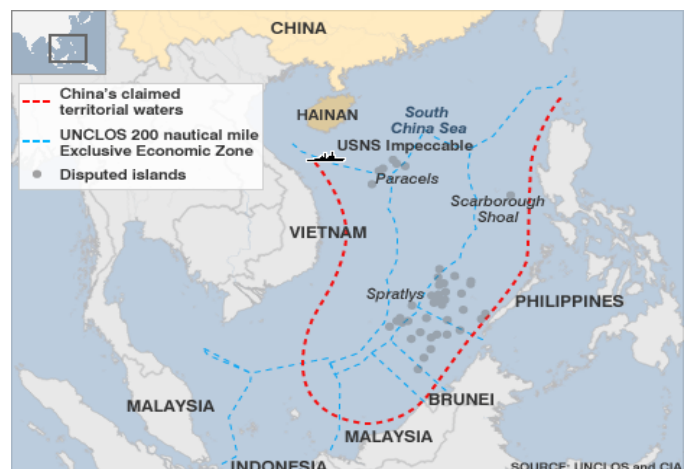 CHINA
China's claimed
territorial waters
UNCLOS 200 nautical mile
Exclusive Economic Zone
Disputed islands
HAINAN
South
China Sea
USNS Impeccable
Paracels
Scarborough
Shoal
VIETNAM
Spratlys
PHILIPPINES
MALAYSIA
BRUNEI
MALAYSIA
INDONESIA
SOURCE: UNCLOS and CIA